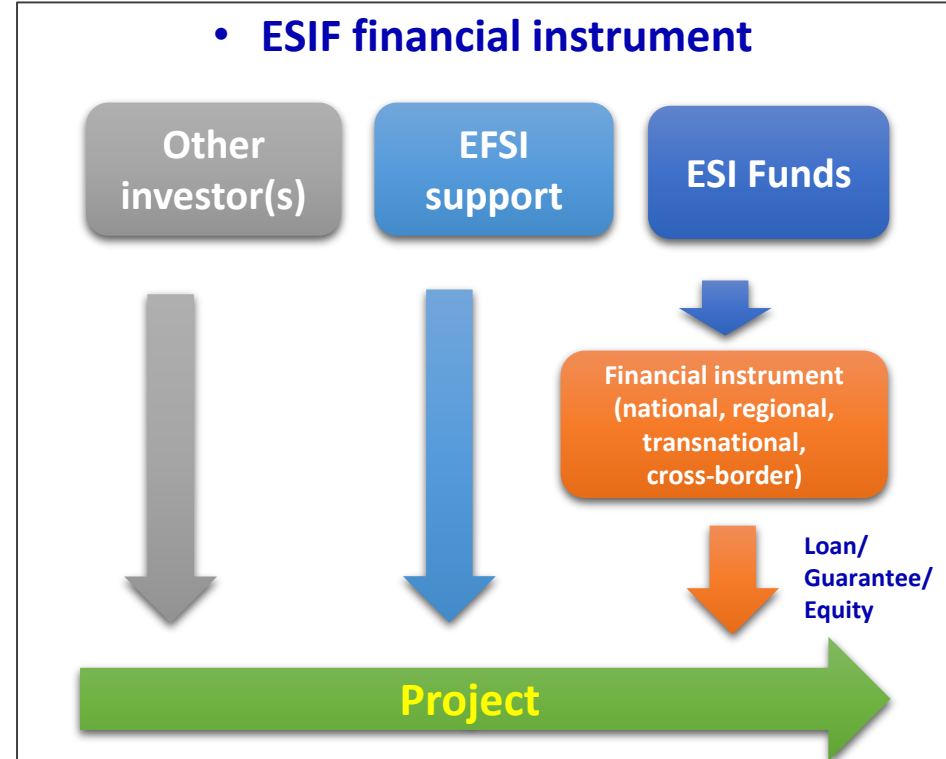 • ESIF financial instrument
Other
investor(s)
EFSI
support
ESI Funds
Financial instrument
(national, regional,
transnational,
cross-border)
Loan/
Guarantee/
Equity
Project